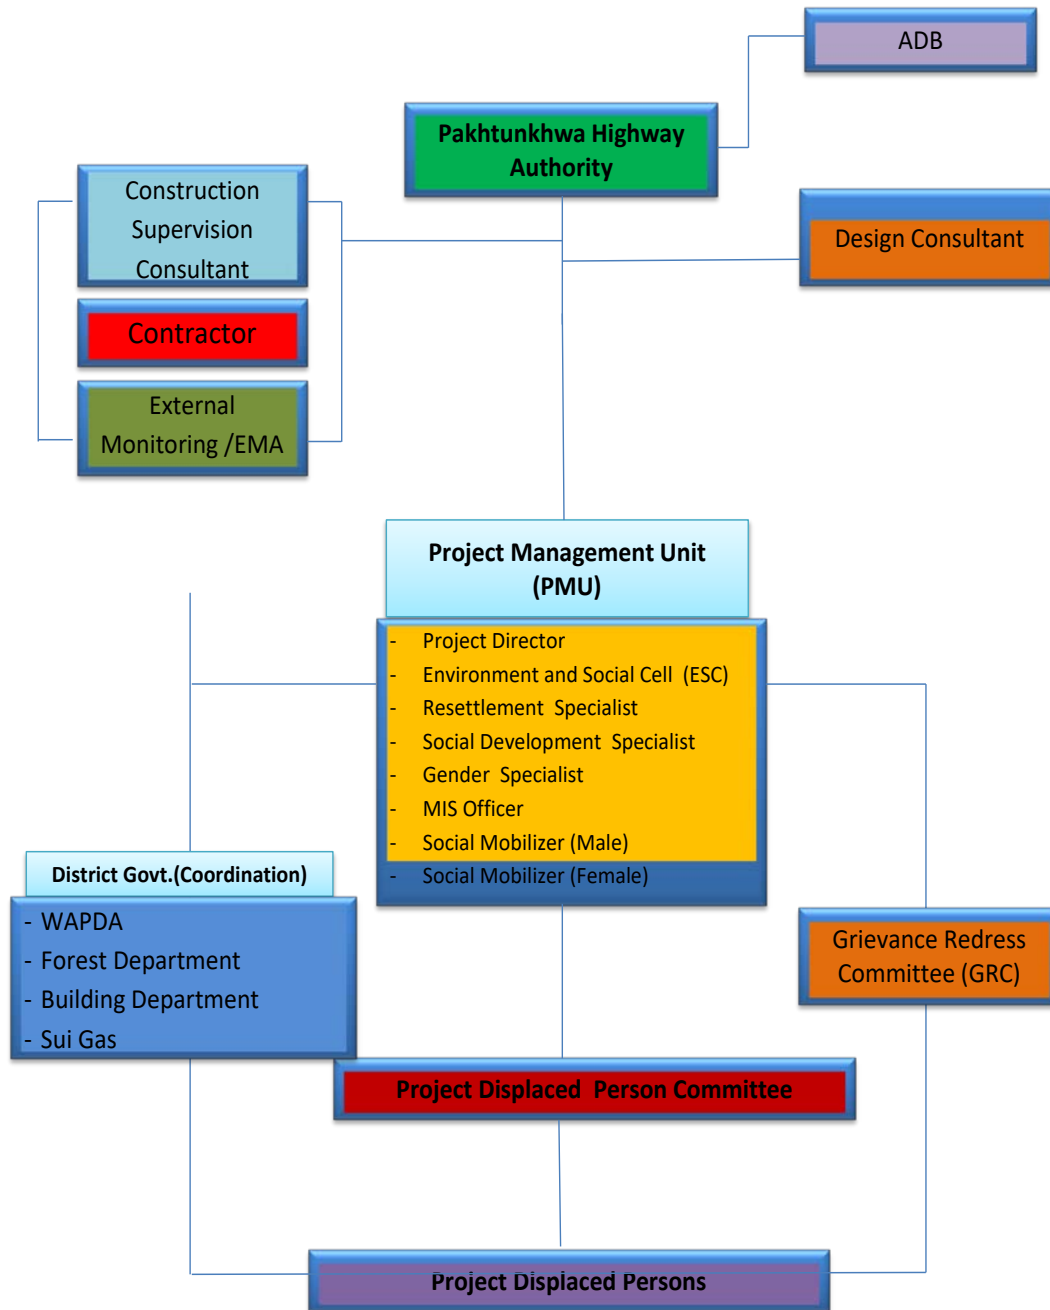 ADB
Pakhtunkhwa Highway
Authority
Construction
Supervision
Consultant
Design Consultant
Contractor
External
Monitoring /EMA
Project Management Unit
(PMU)
- Project Director
- Environment and Social Cell (ESC)
- Resettlement Specialist
- Social Development Specialist
- Gender Specialist
- MIS Officer
- Social Mobilizer (Male)
- Social Mobilizer (Female)
District Govt.(Coordination)
- WAPDA
- Forest Department
- Building Department
- Sui Gas
Grievance Redress
Committee (GRC)
Project Displaced Person Committee
Project Displaced Persons